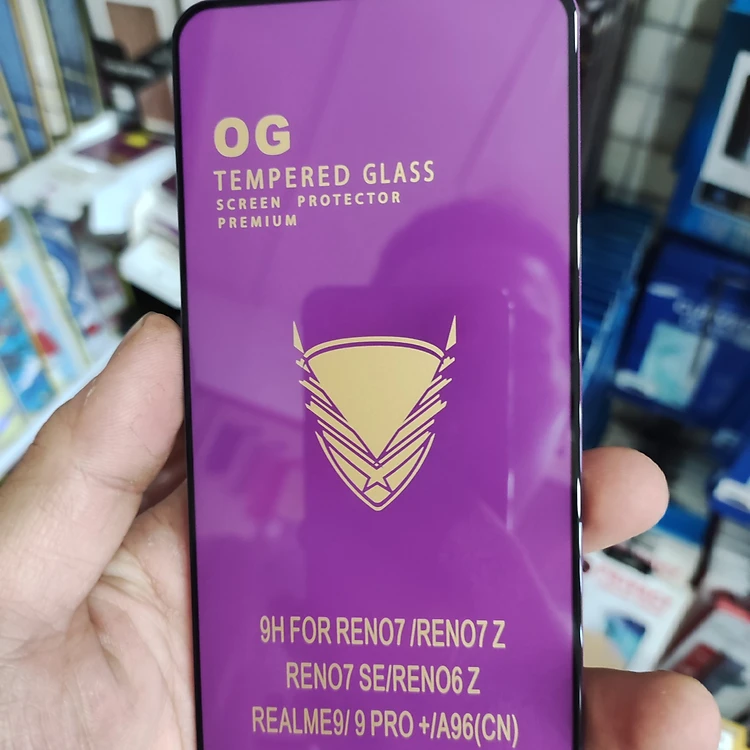 OG
TEMPERED GLASS
SCREEN PROTECTOR
PREMIUM
9H FOR RENO7 /RENO7 Z
RENO7 SE/RENO6 Z
REALME9/ 9 PRO +/A96(CN)